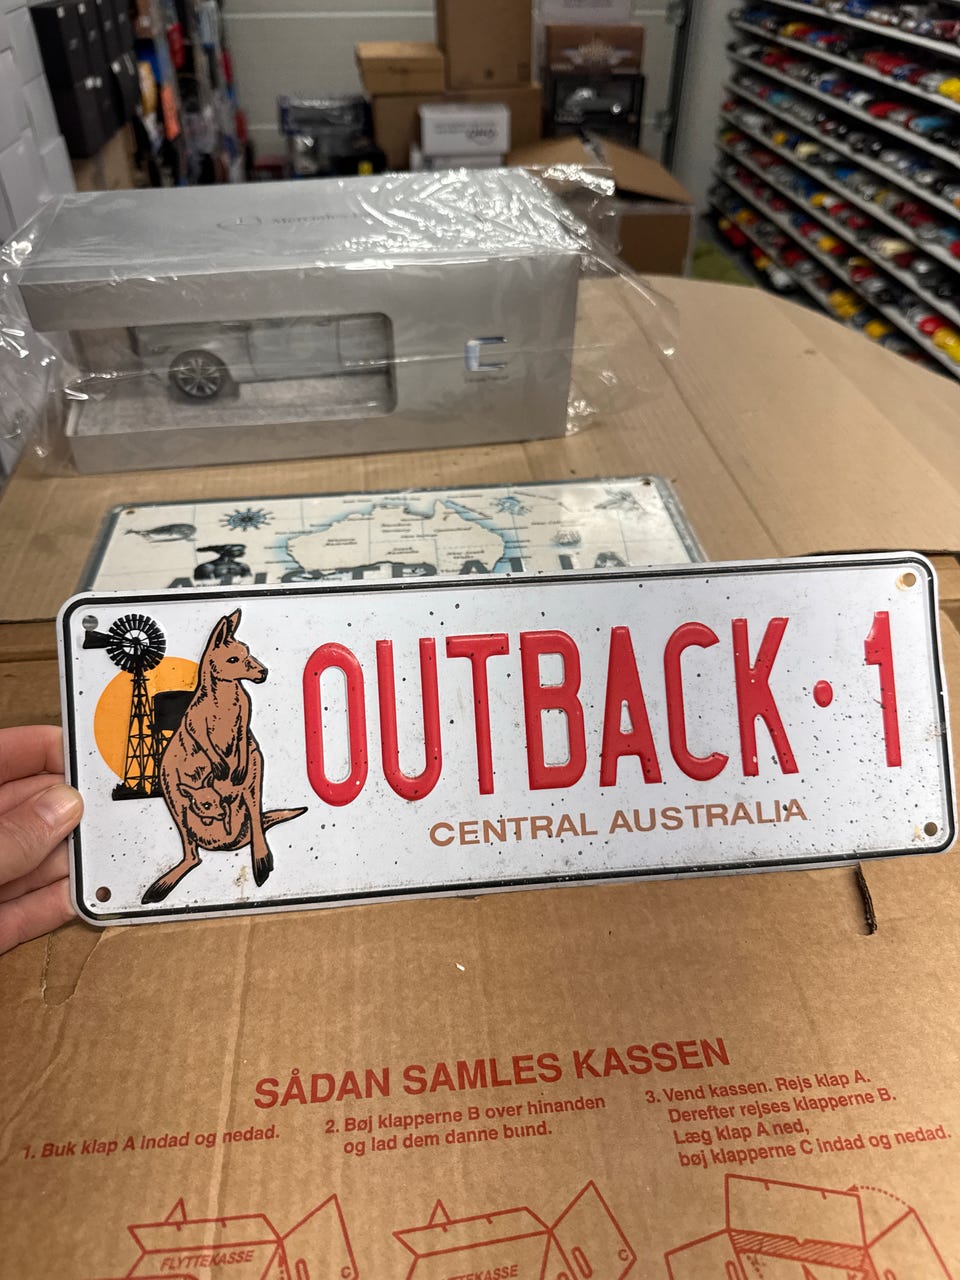 AUSTRALIA
OUTBACK·1
CENTRAL AUSTRALIA
SÅDAN SAMLES KASSEN
1. Buk klap A indad og nedad.
2. Bøj klapperne B over hinanden
og lad dem danne bund.
3. Vend kassen. Rejs klap A.
Derefter rejses klapperne B.
Læg klap A ned,
bøj klapperne C indad og nedad.
FLYTTEKASSE
C
FLYTTEKASSE
C